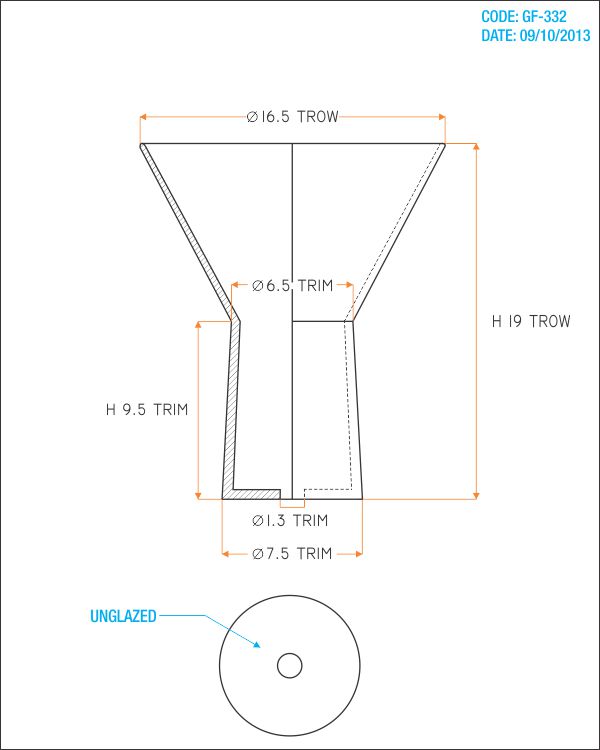 CODE: GF-332
DATE: 09/10/2013
Ø16.5 TROW
Ø6.5 TRIM
H 19 TROW
H 9.5 TRIM
Ø1.3 TRIM
Ø7.5 TRIM
UNGLAZED